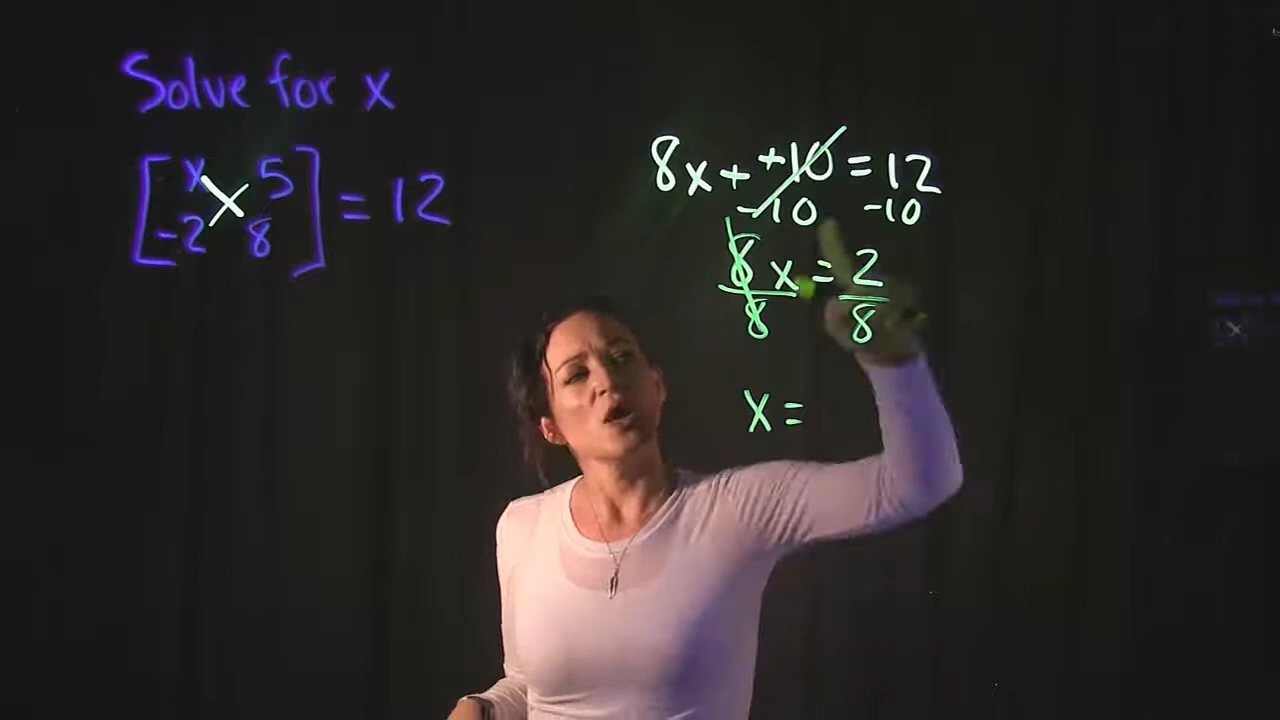 Solve for x
[x 5
-2 8] = 12
8x + +10 = 12
-10 -10
8x = 2
8 8
x =